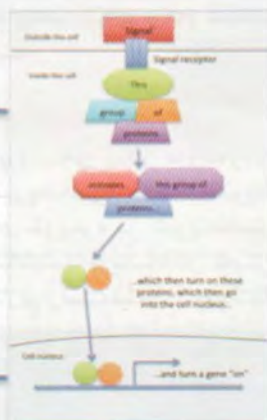 Signal
Outside the cell
Signal receptor
Inside the cell
This
group
of
proteins
activates
this group of
proteins...
...which then turn on these
proteins, which then go
into the cell nucleus...
Cell nucleus
...and turn a gene "on"